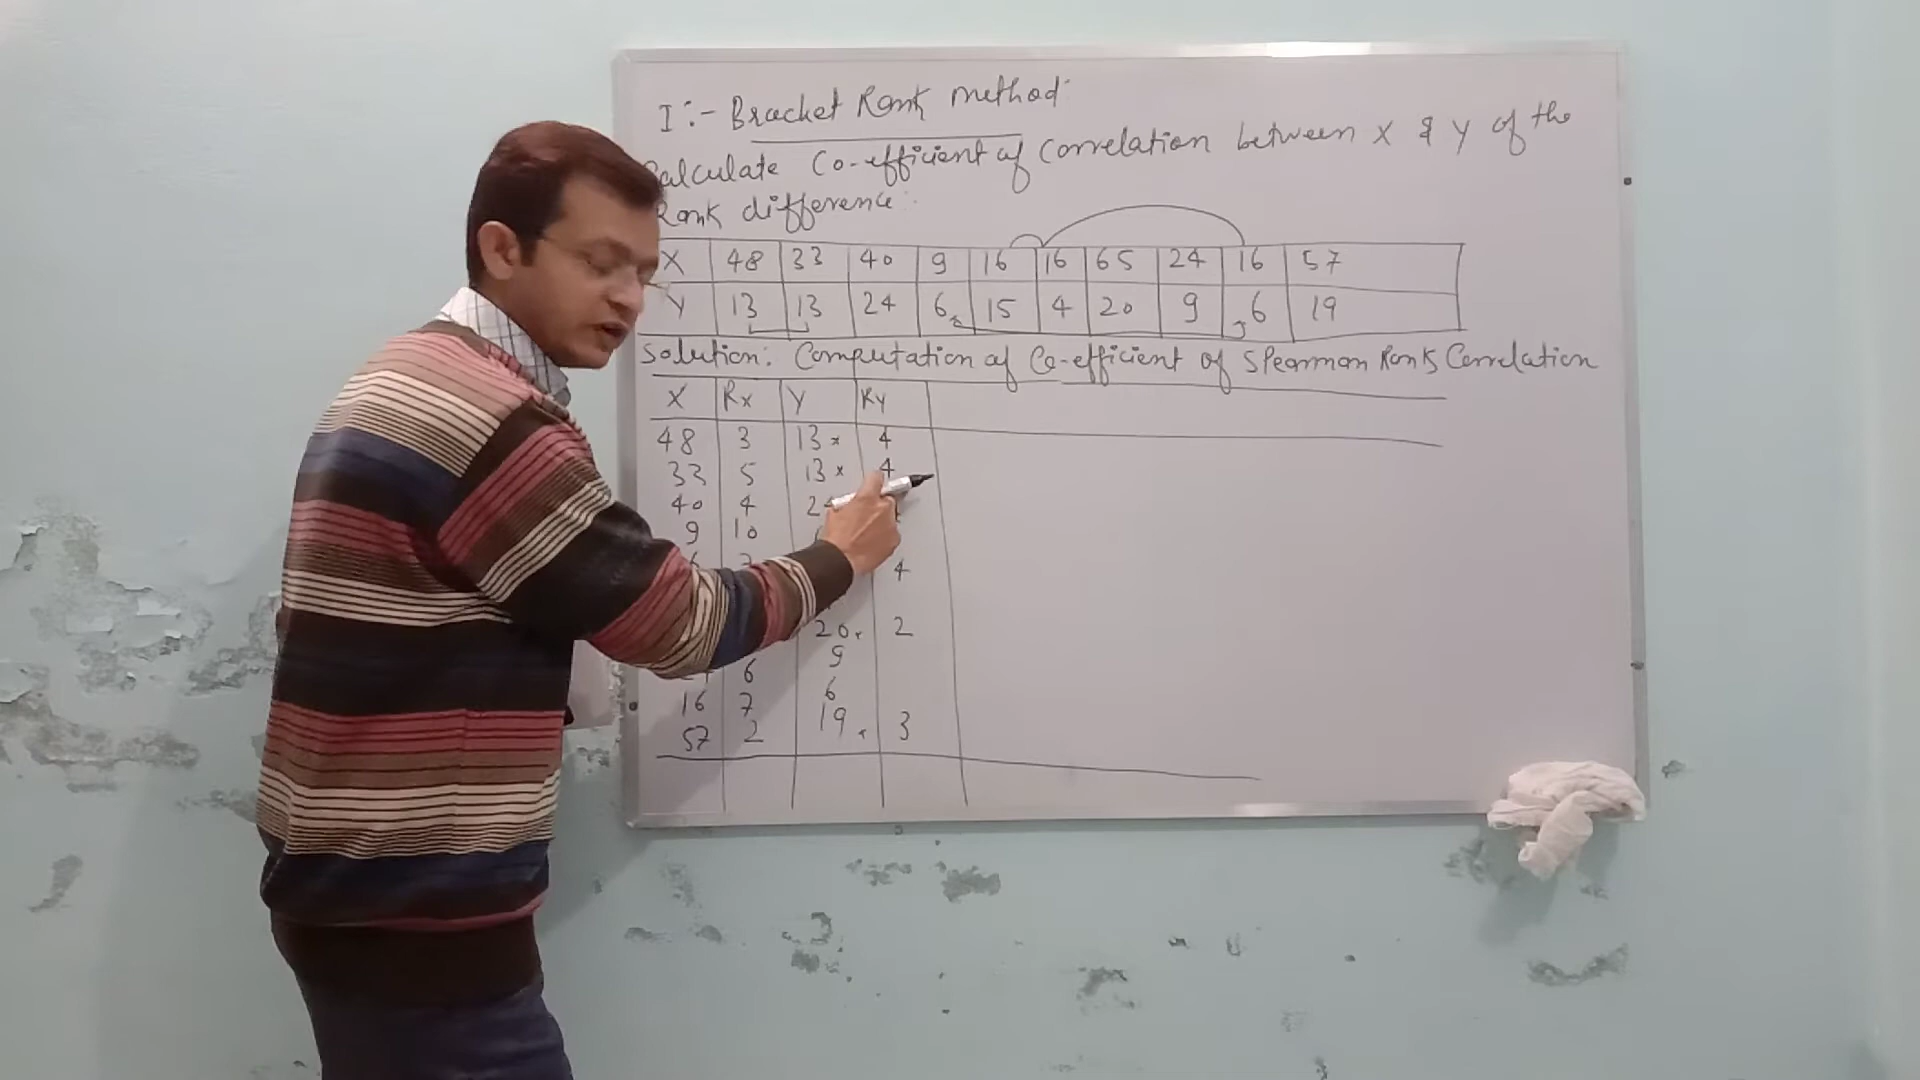 I :- Bracket Rank method
Calculate Co-efficient of Correlation between X & Y of the
Rank difference:
X 48 33 40 9 16 16 65 24 16 57
Y 13 13 24 6 15 4 20 9 6 19
Solution: Computation of Co-efficient of Spearman Ranks Correlation
X Rx Y Ry
48 3 13 × 4
33 5 13 × 4
40 4
9 10
4
20 2
9
6 6
16 7
57 2 19 3